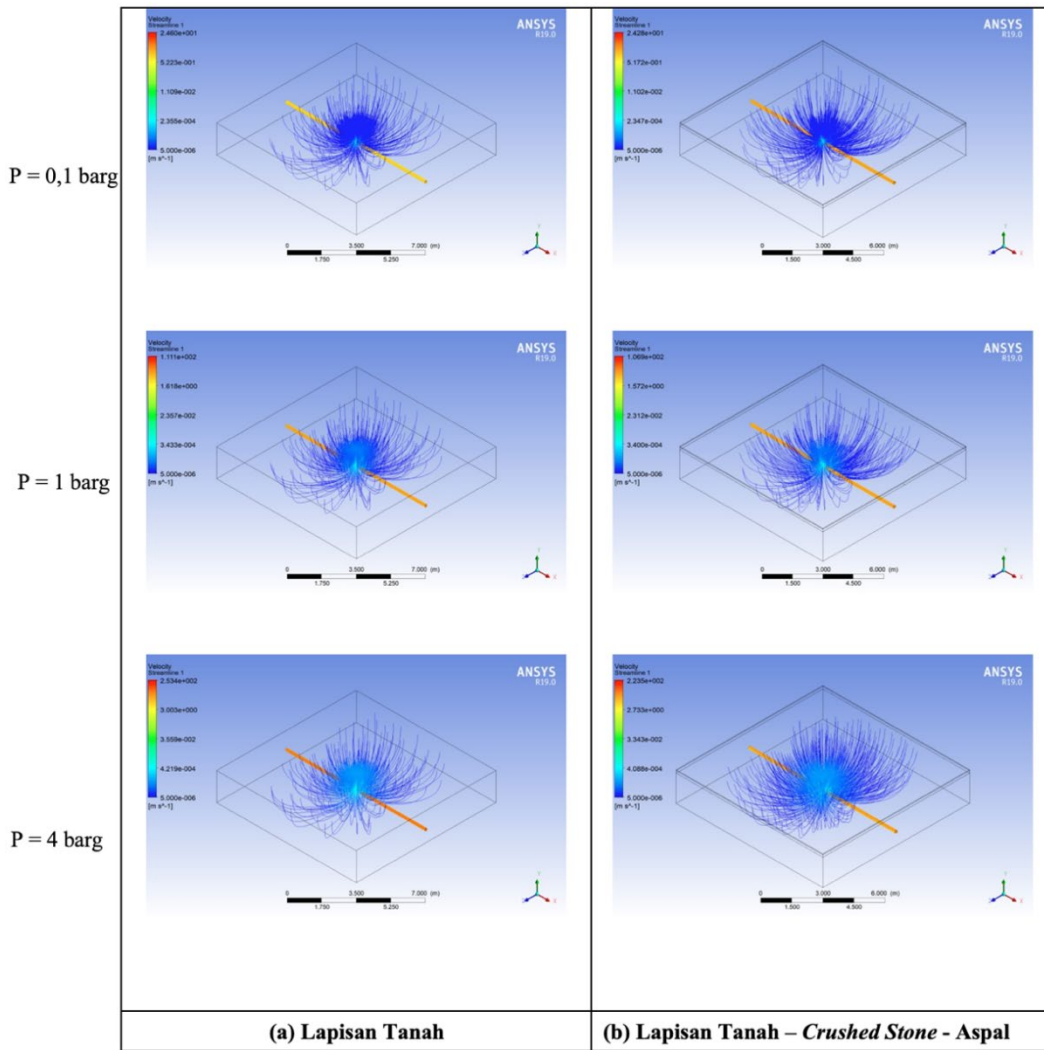 Velocity
Streamline 1
2.460e+001
5.223e-001
1.109e-002
2.355e-004
5.000e-006
[m s^-1]
ANSYS
R19.0
0 3.500 7.000 (m)
1.750 5.250
Y
X
Velocity
Streamline 1
2.428e+001
5.172e-001
1.102e-002
2.347e-004
5.000e-006
[m s^-1]
ANSYS
R19.0
0 3.000 6.000 (m)
1.500 4.500
Y
X
P = 0,1 barg
Velocity
Streamline 1
1.111e+002
1.618e+000
2.357e-002
3.433e-004
5.000e-006
[m s^-1]
ANSYS
R19.0
0 3.500 7.000 (m)
1.750 5.250
Y
X
Velocity
Streamline 1
1.069e+002
1.572e+000
2.312e-002
3.400e-004
5.000e-006
[m s^-1]
ANSYS
R19.0
0 3.000 6.000 (m)
1.500 4.500
Y
X
P = 1 barg
Velocity
Streamline 1
2.534e+002
3.003e+000
3.559e-002
4.219e-004
5.000e-006
[m s^-1]
ANSYS
R19.0
0 3.500 7.000 (m)
1.750 5.250
Y
X
Velocity
Streamline 1
2.235e+002
2.733e+000
3.343e-002
4.088e-004
5.000e-006
[m s^-1]
ANSYS
R19.0
0 3.000 6.000 (m)
1.500 4.500
Y
X
P = 4 barg
(a) Lapisan Tanah
(b) Lapisan Tanah – Crushed Stone - Aspal